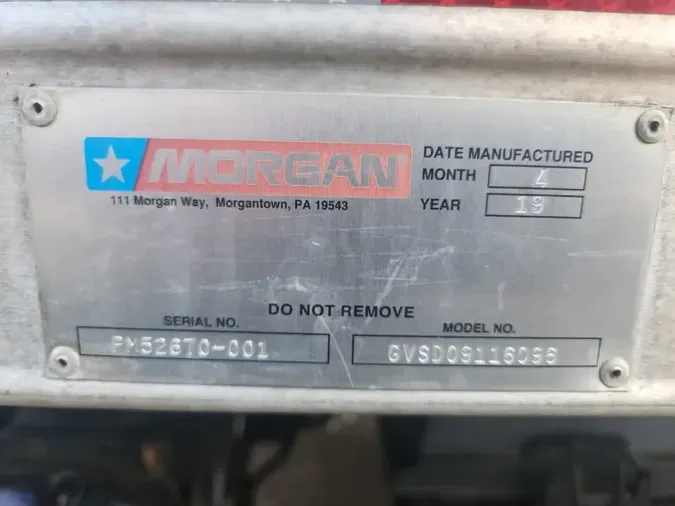 MORGAN
111 Morgan Way, Morgantown, PA 19543
DATE MANUFACTURED
MONTH 4
YEAR 19
DO NOT REMOVE
SERIAL NO.
PM52670-001
MODEL NO.
GVSD09116096